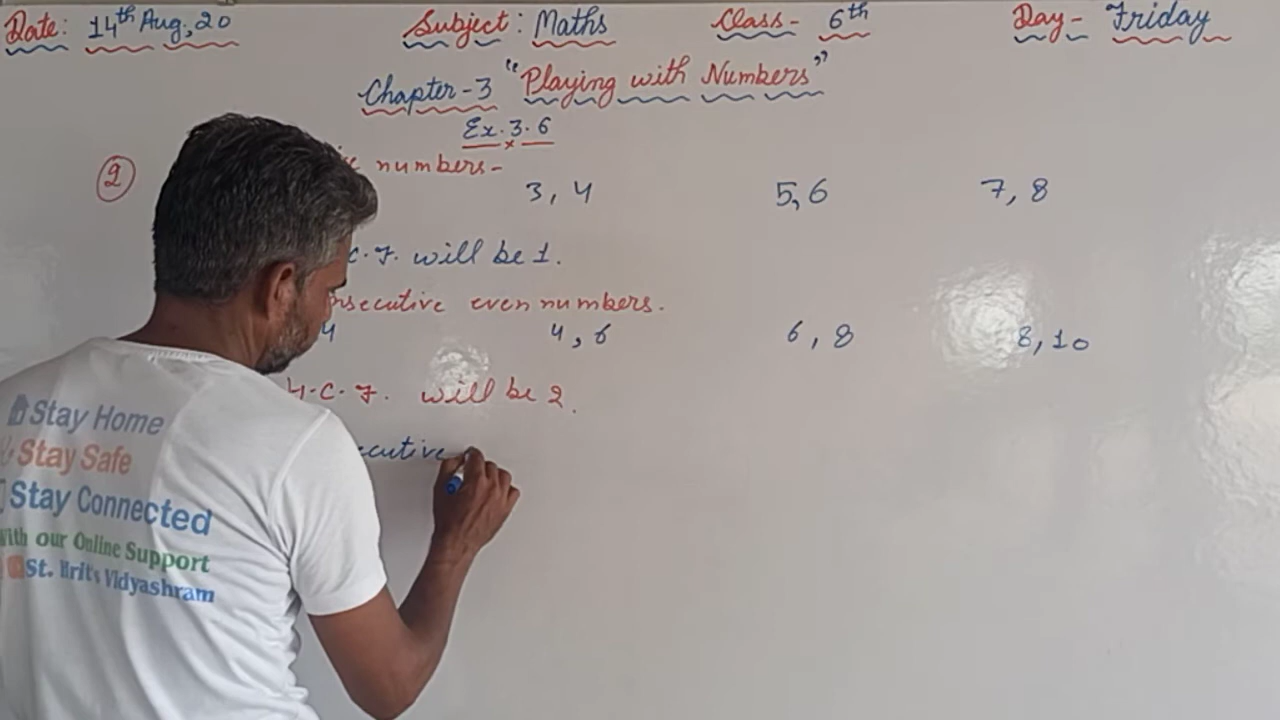 Date: 14th Aug,20 Subject: Maths Class- 6th Day- Friday
Chapter-3 "Playing with Numbers"
Ex. 3.6
2 numbers-
3, 4 5,6 7, 8
C.F. will be 1.
even numbers.
4 4, 6 6, 8 8, 10
H.C.F. will be 2.
Stay Home
Stay Safe
Stay Connected
With our Online Support
St. Hrit's Vidyashram